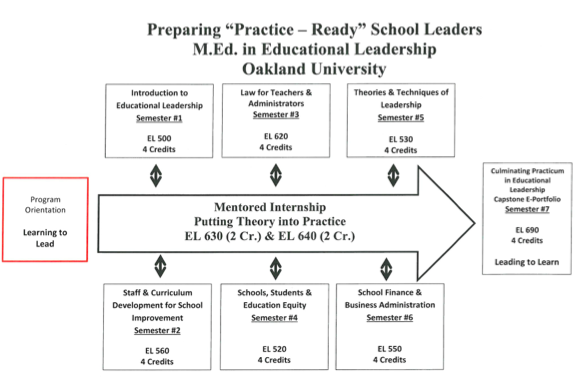 Preparing “Practice – Ready” School Leaders
M.Ed. in Educational Leadership
Oakland University
Introduction to
Educational Leadership
Semester #1
EL 500
4 Credits
Law for Teachers &
Administrators
Semester #3
EL 620
4 Credits
Theories & Techniques of
Leadership
Semester #5
EL 530
4 Credits
Program
Orientation
Learning to
Lead
Mentored Internship
Putting Theory into Practice
EL 630 (2 Cr.) & EL 640 (2 Cr.)
Culminating Practicum
in Educational
Leadership
Capstone E-Portfolio
Semester #7
EL 690
4 Credits
Leading to Learn
Staff & Curriculum
Development for School
Improvement
Semester #2
EL 560
4 Credits
Schools, Students &
Education Equity
Semester #4
EL 520
4 Credits
School Finance &
Business Administration
Semester #6
EL 550
4 Credits